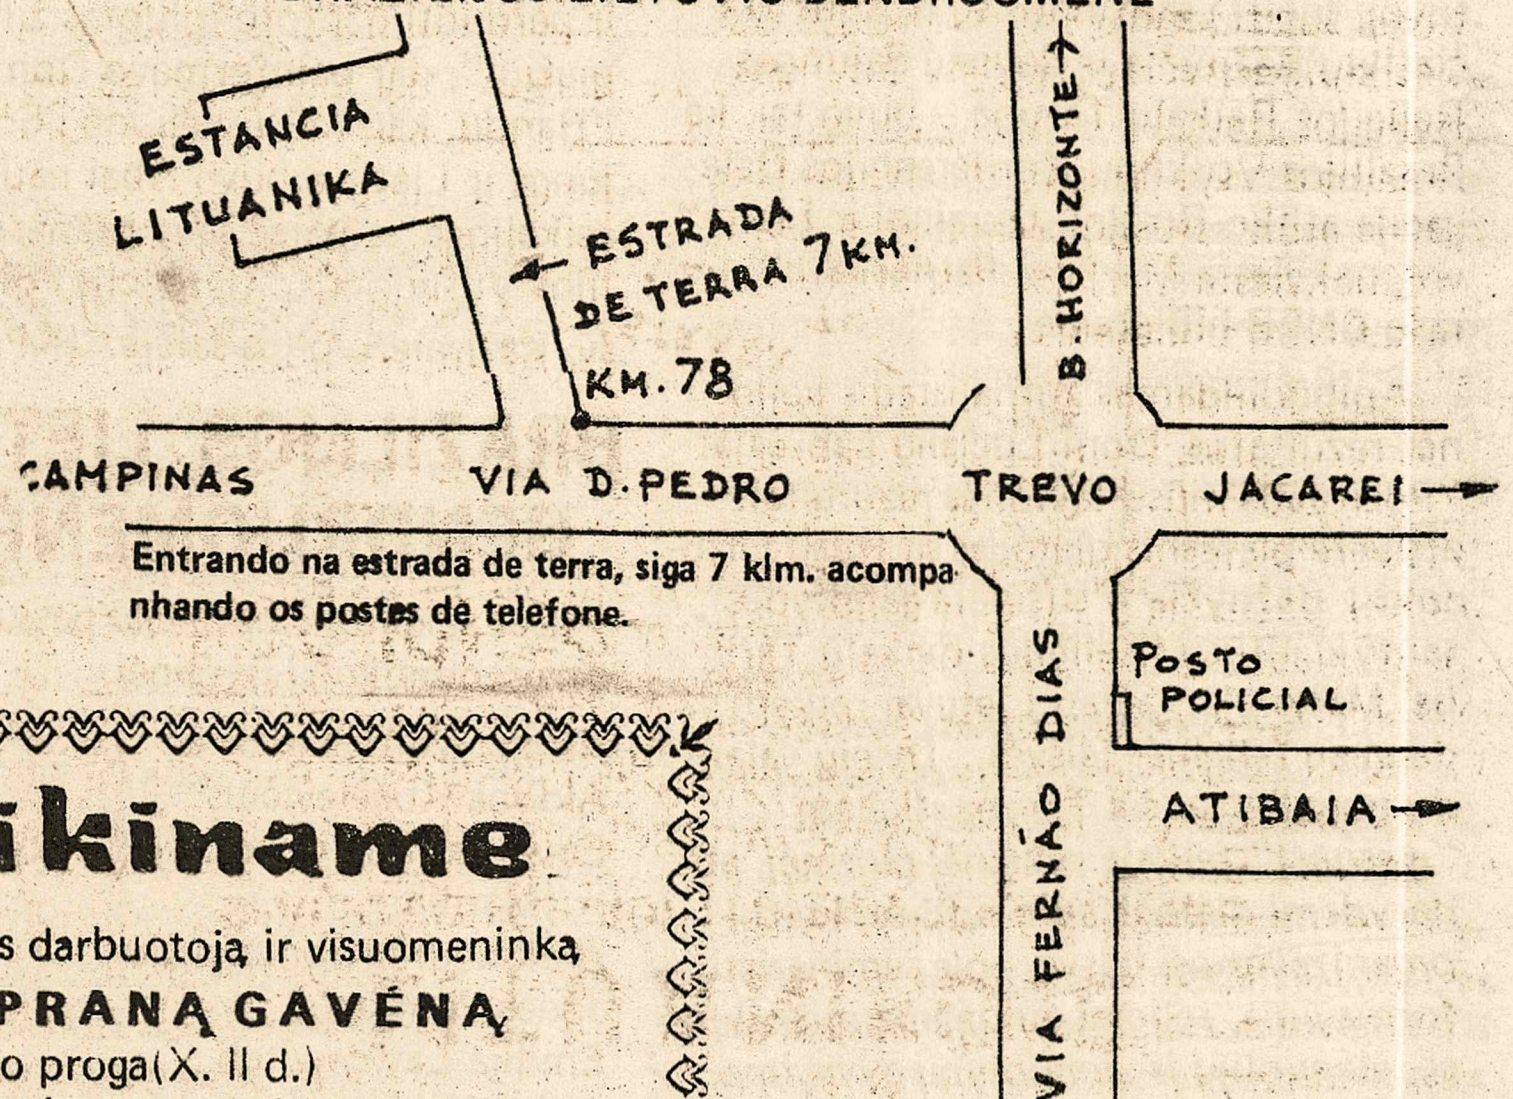 ESTANCIA
LITUANIKA
B. HORIZONTE →
← ESTRADA
DE TERRA 7 KM.
KM. 78
CAMPINAS VIA D. PEDRO TREVO JACAREI →
Entrando na estrada de terra, siga 7 klm. acompa-
nhando os postes de telefone.
POSTO
POLICIAL
ATIBAIA →
VIA FERNÃO DIAS
ikiname
s darbuotoją ir visuomeninką
PRANĄ GAVĖNĄ
o proga(X. II d.)